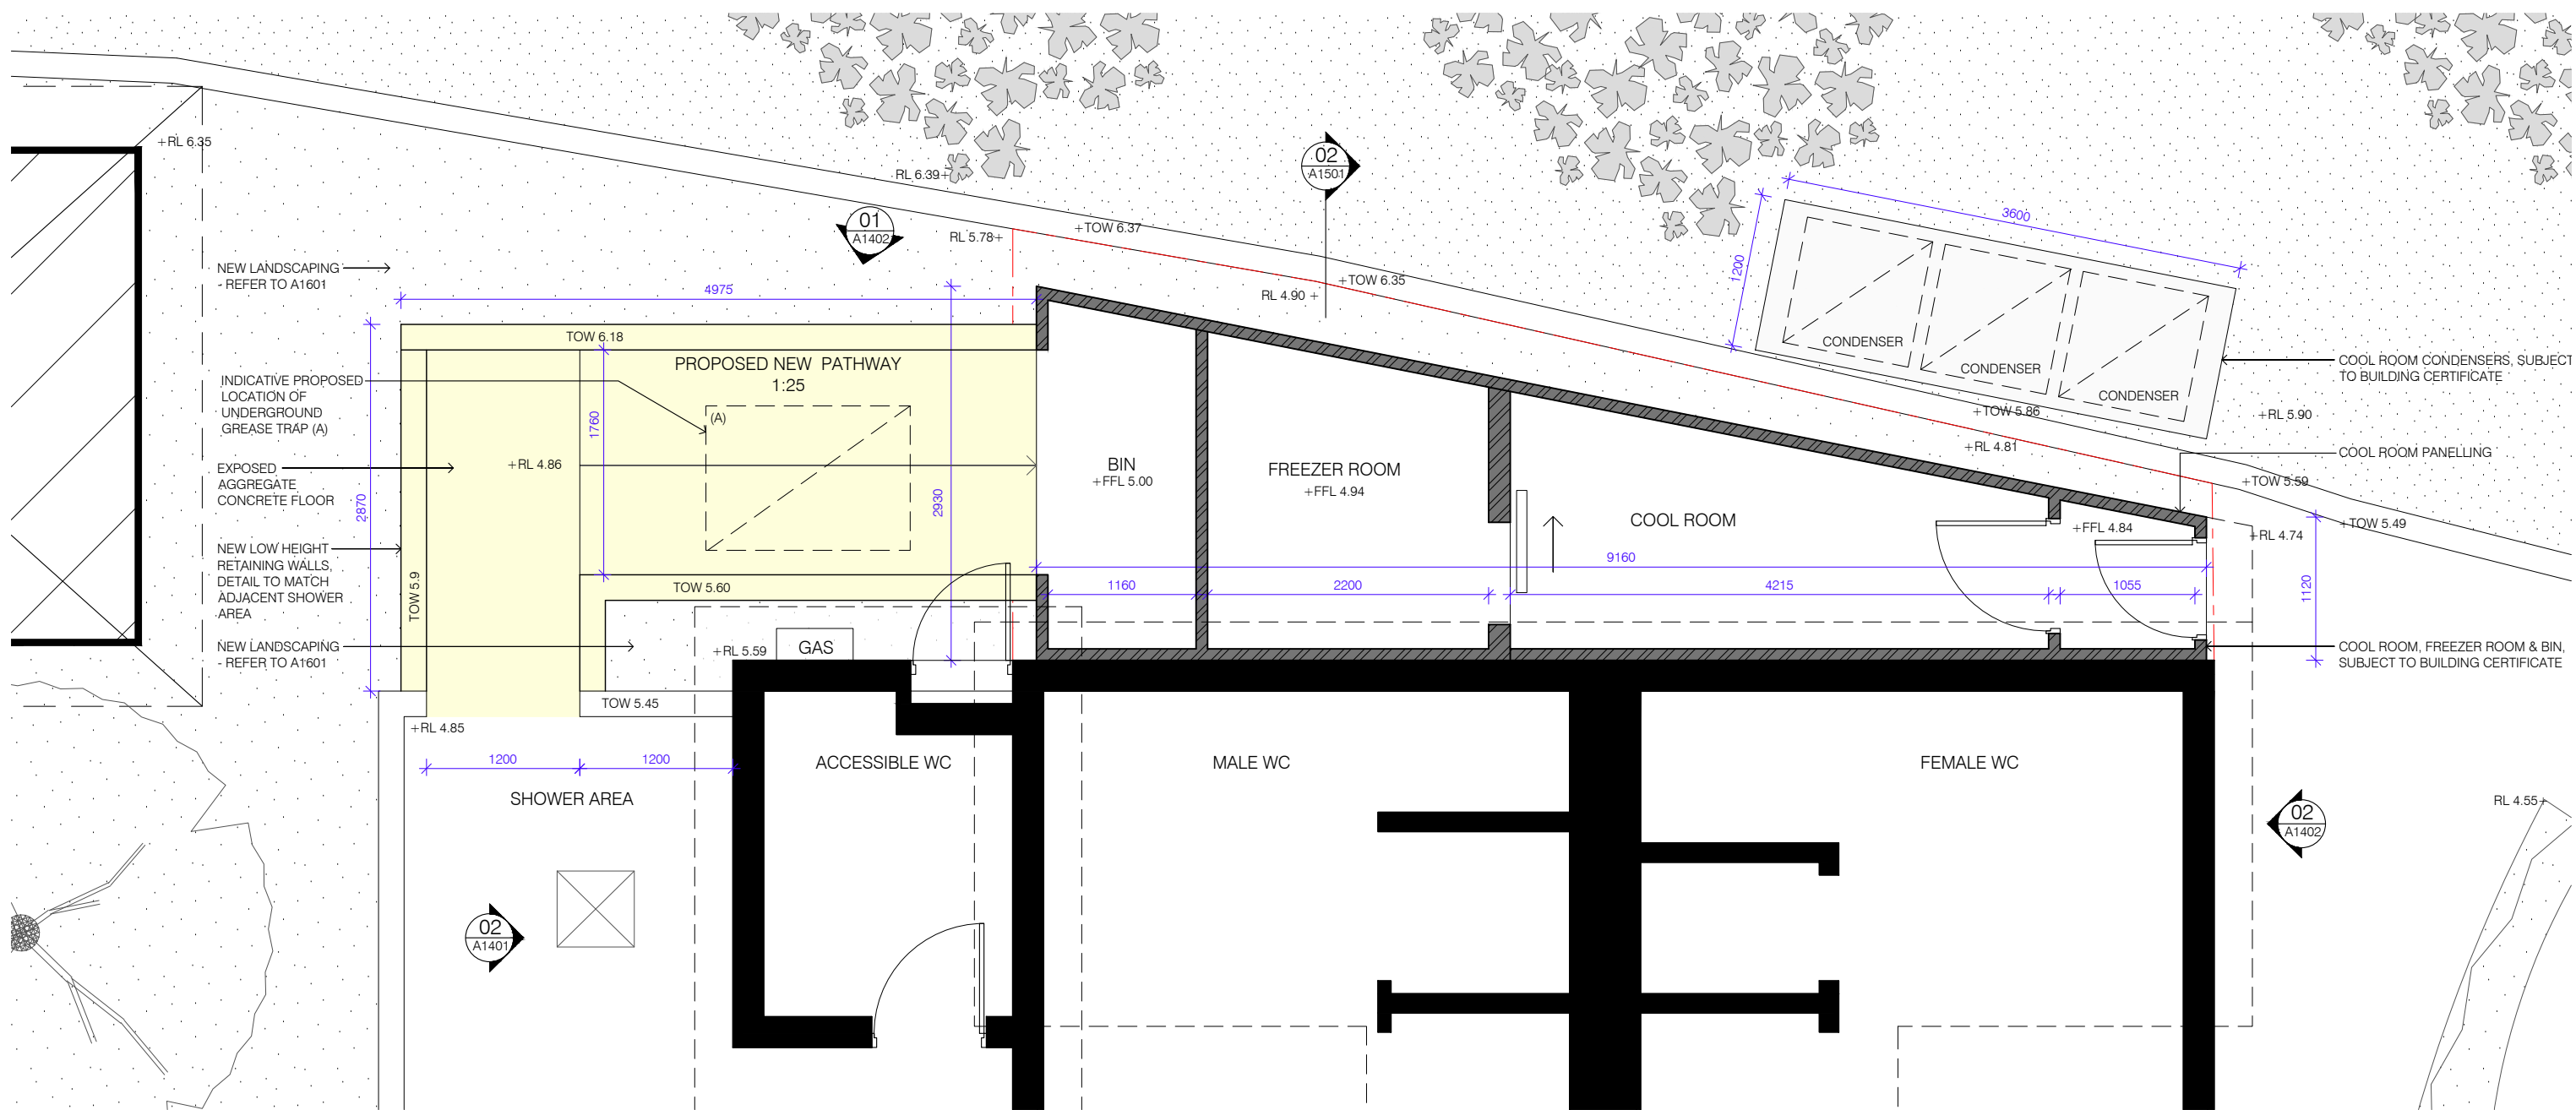 +RL 6.35
RL 6.39+
02
A1501
01
A1402
RL 5.78+
+TOW 6.37
3600
1200
NEW LANDSCAPING
- REFER TO A1601
4975
RL 4.90 +
+TOW 6.35
TOW 6.18
PROPOSED NEW PATHWAY
1:25
CONDENSER
CONDENSER
CONDENSER
COOL ROOM CONDENSERS, SUBJECT
TO BUILDING CERTIFICATE
INDICATIVE PROPOSED
LOCATION OF
UNDERGROUND
GREASE TRAP (A)
(A)
1760
+TOW 5.86
+RL 5.90
+RL 4.81
COOL ROOM PANELLING
EXPOSED
AGGREGATE
CONCRETE FLOOR
+RL 4.86
2870
2930
BIN
+FFL 5.00
FREEZER ROOM
+FFL 4.94
COOL ROOM
+TOW 5.59
+FFL 4.84
+TOW 5.49
+RL 4.74
NEW LOW HEIGHT
RETAINING WALLS,
DETAIL TO MATCH
ADJACENT SHOWER
AREA
TOW 5.9
TOW 5.60
9160
1160
2200
4215
1055
1120
NEW LANDSCAPING
- REFER TO A1601
+RL 5.59
GAS
COOL ROOM, FREEZER ROOM & BIN,
SUBJECT TO BUILDING CERTIFICATE
TOW 5.45
+RL 4.85
1200
1200
ACCESSIBLE WC
MALE WC
FEMALE WC
SHOWER AREA
RL 4.55+
02
A1402
02
A1401